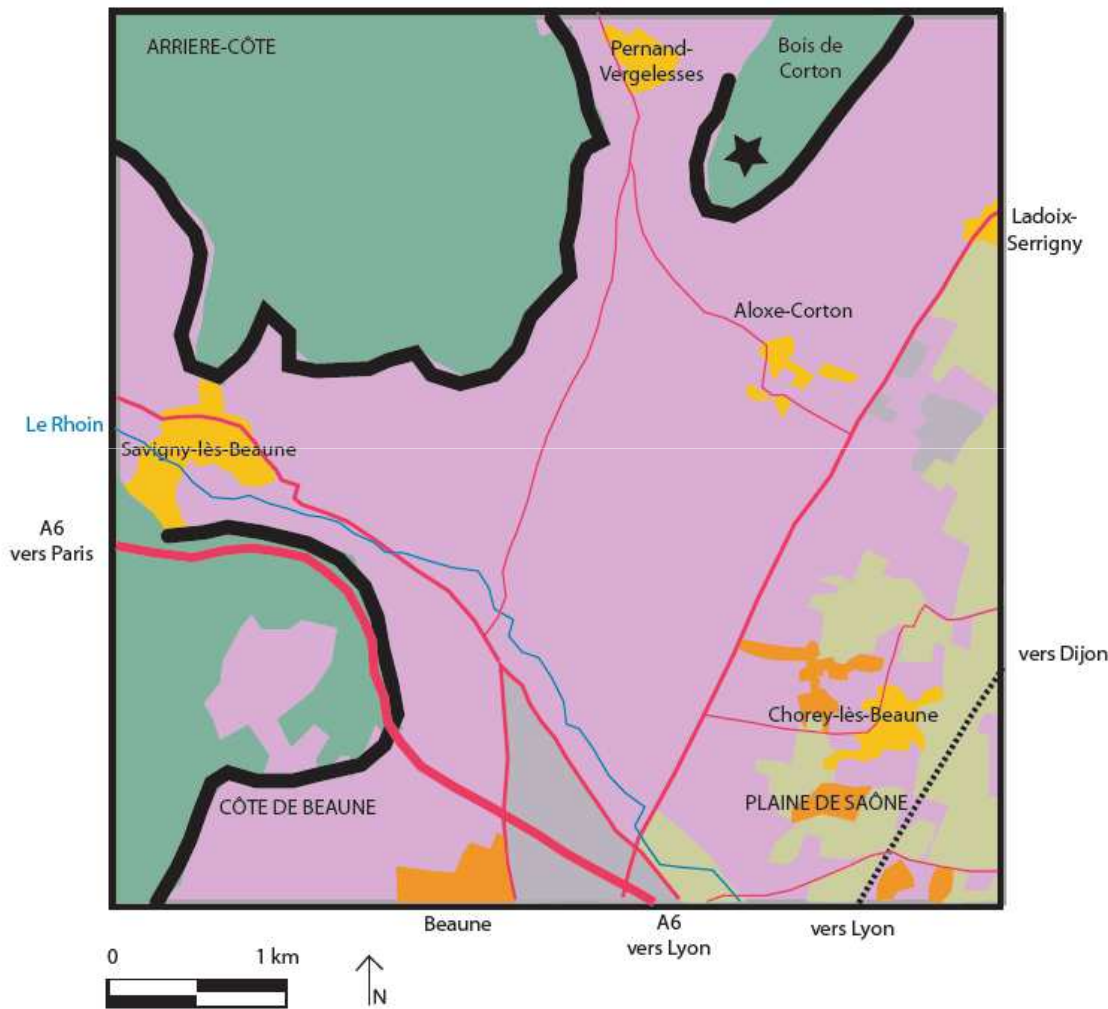 ARRIERE-CÔTE
Pernand-
Vergelesses
Bois de
Corton
Ladoix-
Serrigny
Aloxe-Corton
Le Rhoin
Savigny-lès-Beaune
A6
vers Paris
vers Dijon
Chorey-lès-Beaune
CÔTE DE BEAUNE
PLAINE DE SAÔNE
Beaune
A6
vers Lyon
vers Lyon
0 1 km
N